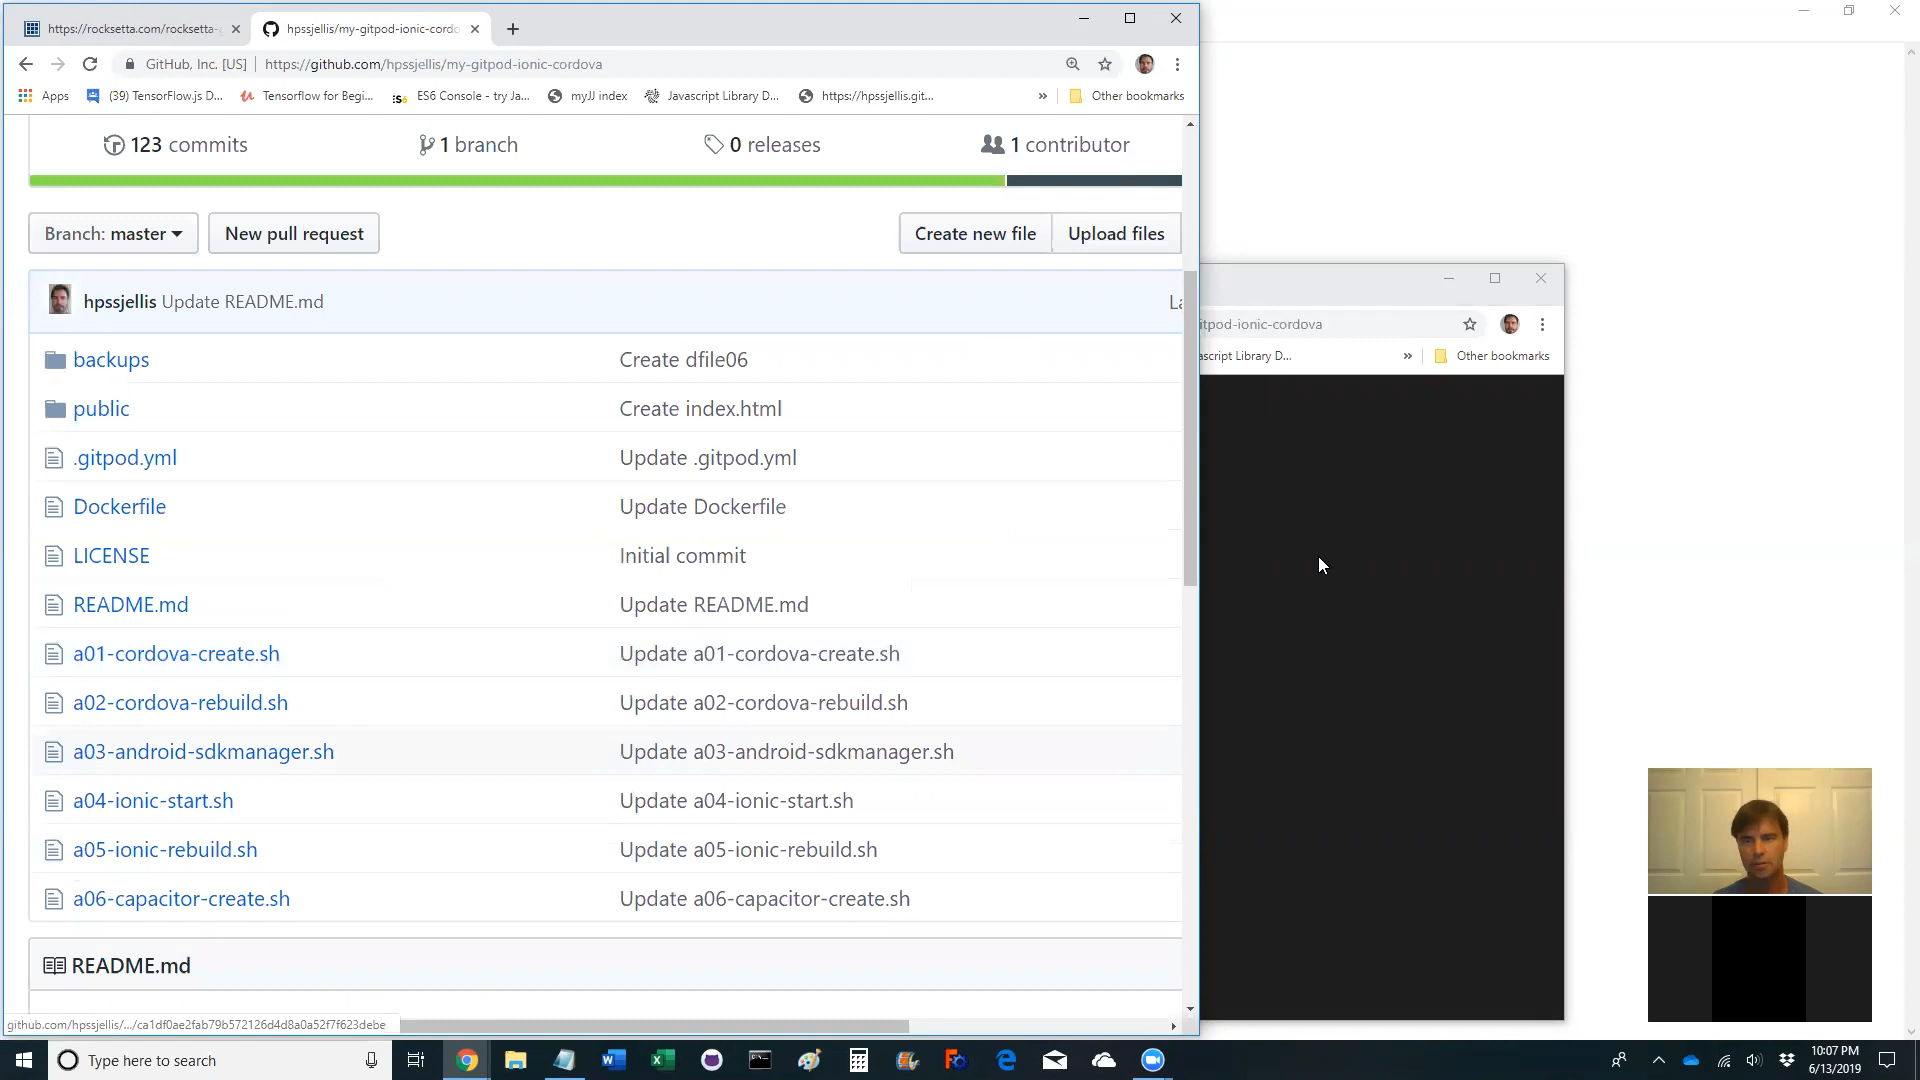 https://rocksetta.com/rocksetta-
hpssjellis/my-gitpod-ionic-cordo
GitHub, Inc. [US]
https://github.com/hpssjellis/my-gitpod-ionic-cordova
Apps
(39) TensorFlow.js D...
Tensorflow for Begi...
ES6 Console - try Ja...
myJJ index
Javascript Library D...
https://hpssjellis.git...
»
Other bookmarks
123 commits
1 branch
0 releases
1 contributor
Branch: master
New pull request
Create new file
Upload files
hpssjellis Update README.md
La
backups
Create dfile06
public
Create index.html
.gitpod.yml
Update .gitpod.yml
Dockerfile
Update Dockerfile
LICENSE
Initial commit
README.md
Update README.md
a01-cordova-create.sh
Update a01-cordova-create.sh
a02-cordova-rebuild.sh
Update a02-cordova-rebuild.sh
a03-android-sdkmanager.sh
Update a03-android-sdkmanager.sh
a04-ionic-start.sh
Update a04-ionic-start.sh
a05-ionic-rebuild.sh
Update a05-ionic-rebuild.sh
a06-capacitor-create.sh
Update a06-capacitor-create.sh
README.md
github.com/hpssjellis/.../ca1df0ae2fab79b572126d4d8a0a52f7f623debe
itpod-ionic-cordova
ascript Library D...
»
Other bookmarks
Type here to search
10:07 PM
6/13/2019